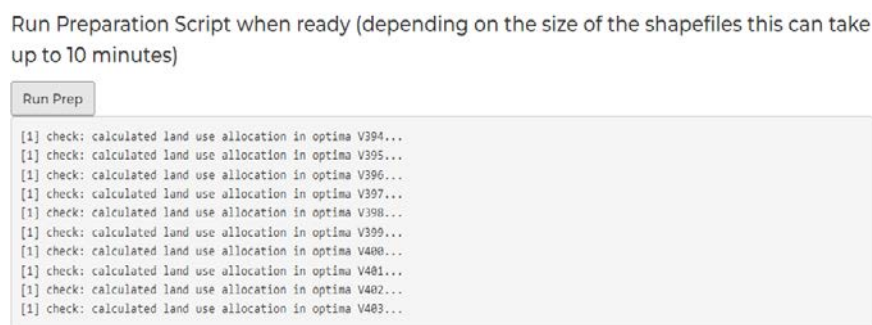 Run Preparation Script when ready (depending on the size of the shapefiles this can take
up to 10 minutes)
Run Prep
[1] check: calculated land use allocation in optima V394...
[1] check: calculated land use allocation in optima V395...
[1] check: calculated land use allocation in optima V396...
[1] check: calculated land use allocation in optima V397...
[1] check: calculated land use allocation in optima V398...
[1] check: calculated land use allocation in optima V399...
[1] check: calculated land use allocation in optima V400...
[1] check: calculated land use allocation in optima V401...
[1] check: calculated land use allocation in optima V402...
[1] check: calculated land use allocation in optima V403...